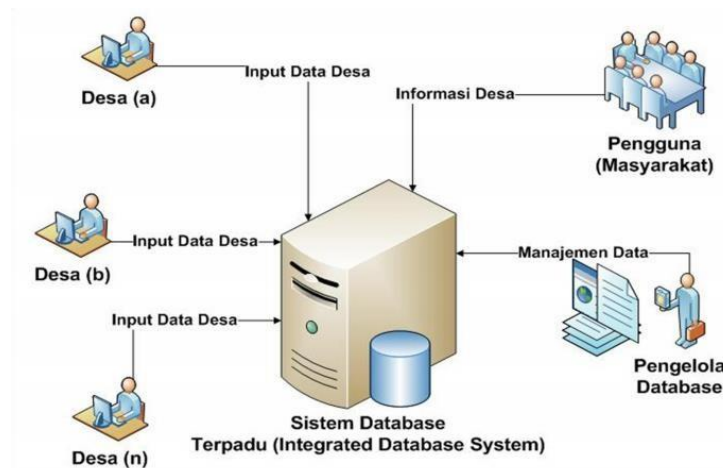 Desa (a)
Input Data Desa
Informasi Desa
Pengguna
(Masyarakat)
Desa (b)
Input Data Desa
Manajemen Data
Input Data Desa
Pengelola
Database
Desa (n)
Sistem Database
Terpadu (Integrated Database System)